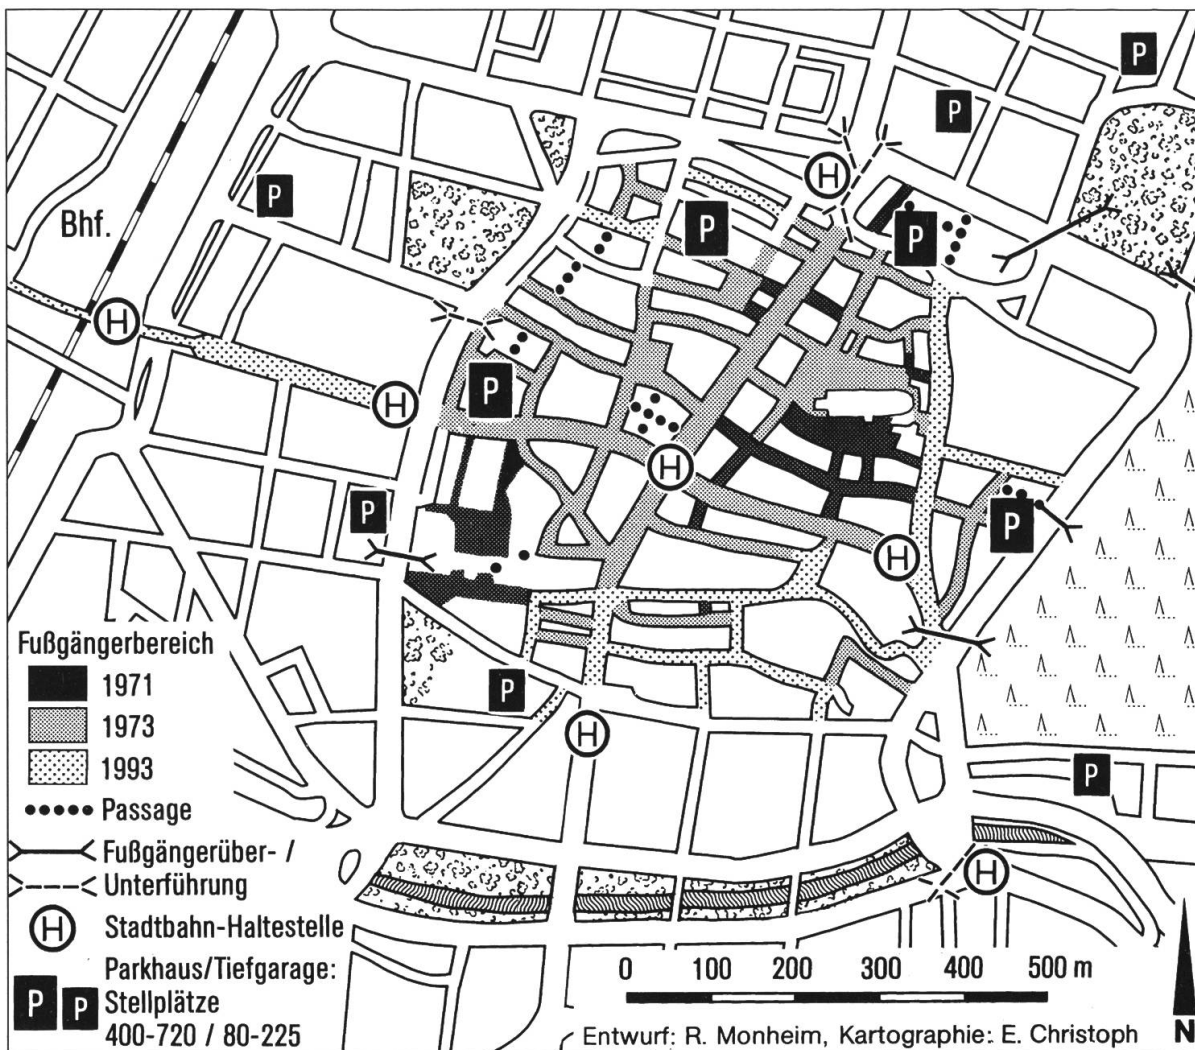 P
P
H
P
P
P
Bhf.
H
P
H
H
P
P
H
P
H
P
H
Fußgängerbereich
1971
1973
1993
Passage
Fußgängerüber- /
Unterführung
H Stadtbahn-Haltestelle
Parkhaus/Tiefgarage:
P P Stellplätze
400-720 / 80-225
0 100 200 300 400 500 m
N
Entwurf: R. Monheim, Kartographie: E. Christoph